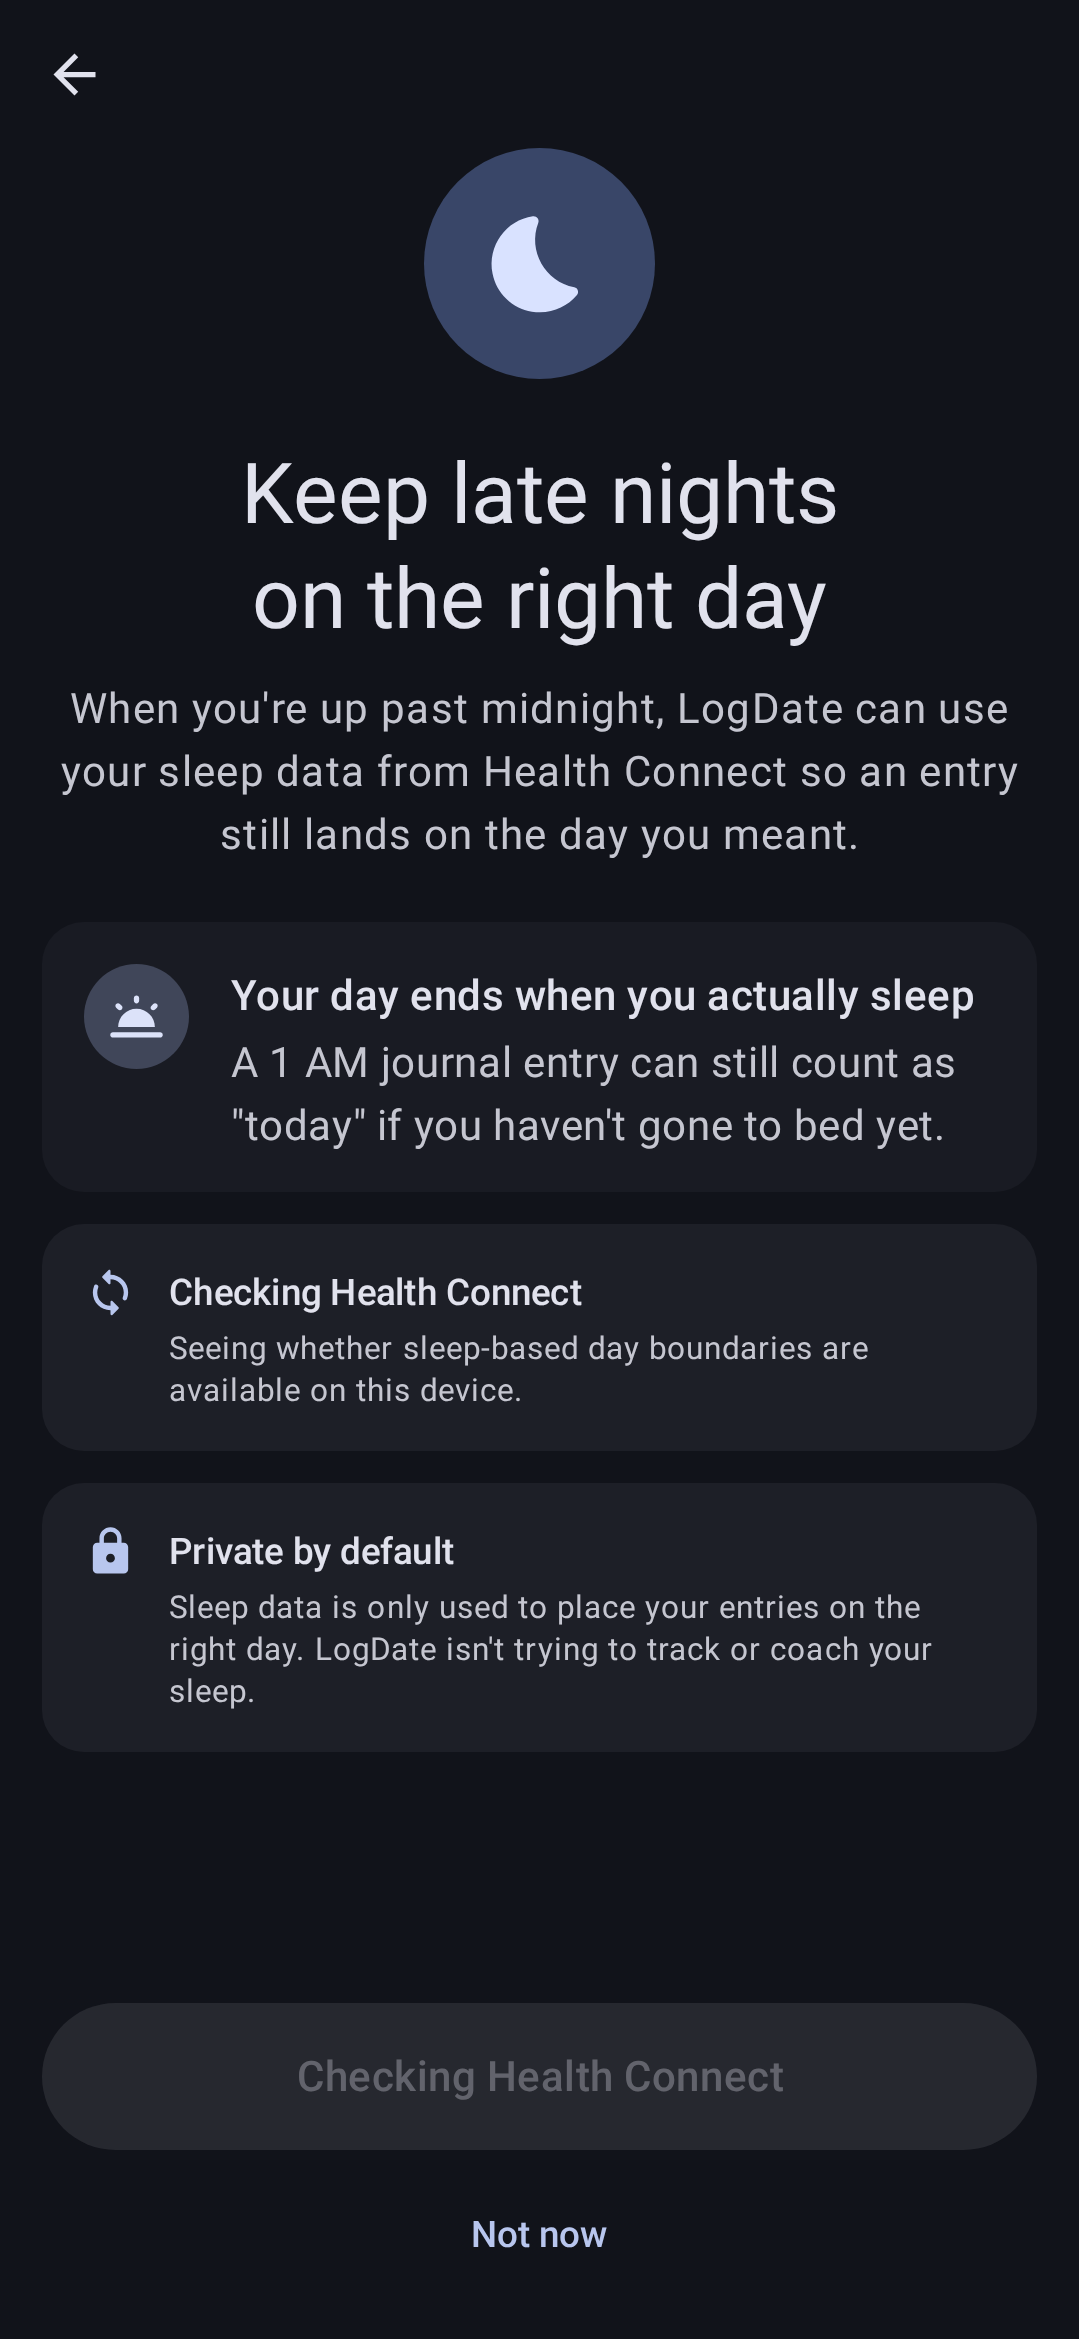 Keep late nights
on the right day
When you're up past midnight, LogDate can use
your sleep data from Health Connect so an entry
still lands on the day you meant.
Your day ends when you actually sleep
A 1 AM journal entry can still count as
"today" if you haven't gone to bed yet.
Checking Health Connect
Seeing whether sleep-based day boundaries are
available on this device.
Private by default
Sleep data is only used to place your entries on the
right day. LogDate isn't trying to track or coach your
sleep.
Checking Health Connect
Not now